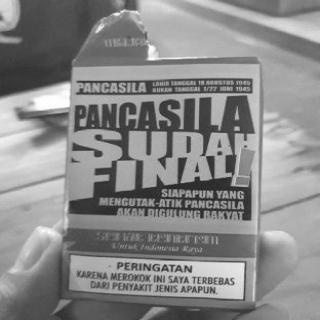 PANCASILA LAHIR TANGGAL 18 AGUSTUS 1945
BUKAN TANGGAL 1/22 JUNI 1945
PANCASILA
SUDAH
FINAL!
SIAPAPUN YANG
MENGUTAK-ATIK PANCASILA
AKAN DIGULUNG RAKYAT
Untuk Indonesia Raya
PERINGATAN
KARENA MEROKOK INI SAYA TERBEBAS
DARI PENYAKIT JENIS APAPUN.